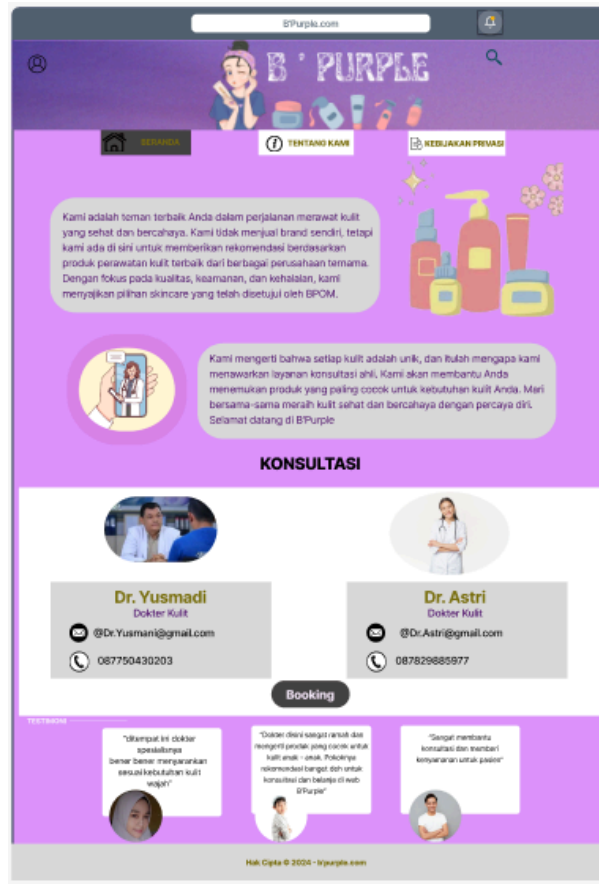 B'Purple.com
B ' PURPLE
BERANDA
TENTANG KAMI
KEBIJAKAN PRIVASI
Kami adalah teman terbaik Anda dalam perjalanan merawat kulit
yang sehat dan bercahaya. Kami tidak menjual brand sendiri, tetapi
kami ada di sini untuk memberikan rekomendasi berdasarkan
produk perawatan kulit terbaik dari berbagai perusahaan ternama.
Dengan fokus pada kualitas, keamanan, dan kehalalan, kami
menyajikan pilihan skincare yang telah disetujui oleh BPOM.
Kami mengerti bahwa setiap kulit adalah unik, dan itulah mengapa kami
menawarkan layanan konsultasi ahli. Kami akan membantu Anda
menemukan produk yang paling cocok untuk kebutuhan kulit Anda. Mari
bersama-sama meraih kulit sehat dan bercahaya dengan percaya diri.
Selamat datang di B'Purple
KONSULTASI
Dr. Yusmadi
Dokter Kulit
@Dr.Yusmani@gmail.com
087750430203
Dr. Astri
Dokter Kulit
@Dr.Astri@gmail.com
087829885977
Booking
TESTIMONI
"ditempat ini dokter
spesialisnya
bener bener menyarankan
sesuai kebutuhan kulit
wajah"
"Dokter disini sangat ramah dan
mengerti produk yang cocok untuk
kulit anak - anak. Pokoknya
rekomendasi banget deh untuk
konsultasi dan belanja di web
B'Purple"
"Sangat membantu
konsultasi dan memberi
kenyamanan untuk pasien"
Hak Cipta © 2024 - b'purple.com